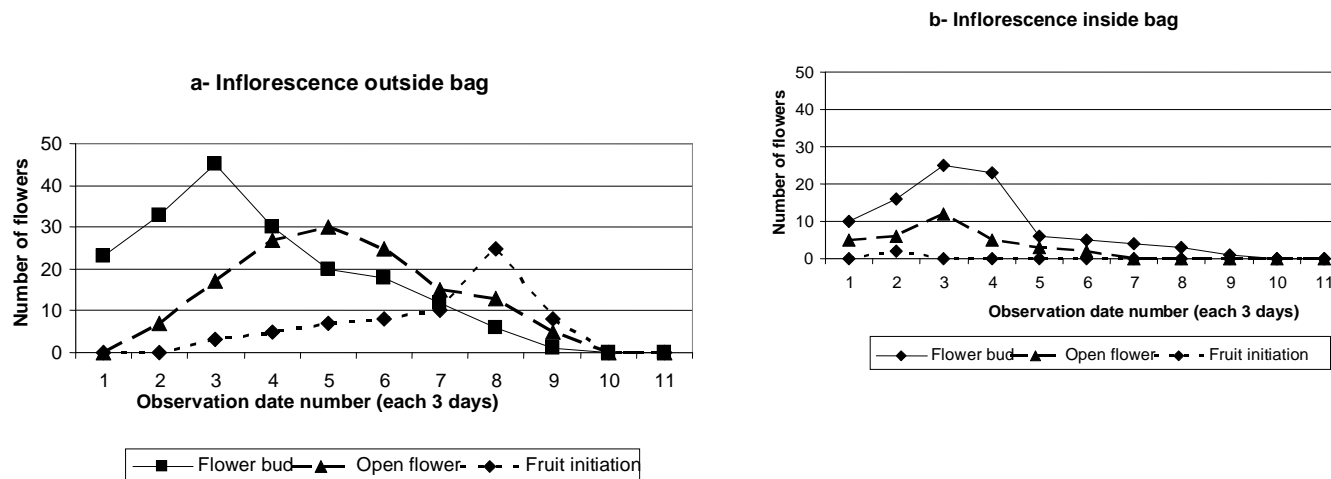 a- Inflorescence outside bag
Number of flowers
50
40
30
20
10
0
1 2 3 4 5 6 7 8 9 10 11
Observation date number (each 3 days)
Flower bud Open flower Fruit initiation
b- Inflorescence inside bag
Number of flowers
50
40
30
20
10
0
1 2 3 4 5 6 7 8 9 10 11
Observation date number (each 3 days)
Flower bud Open flower Fruit initiation